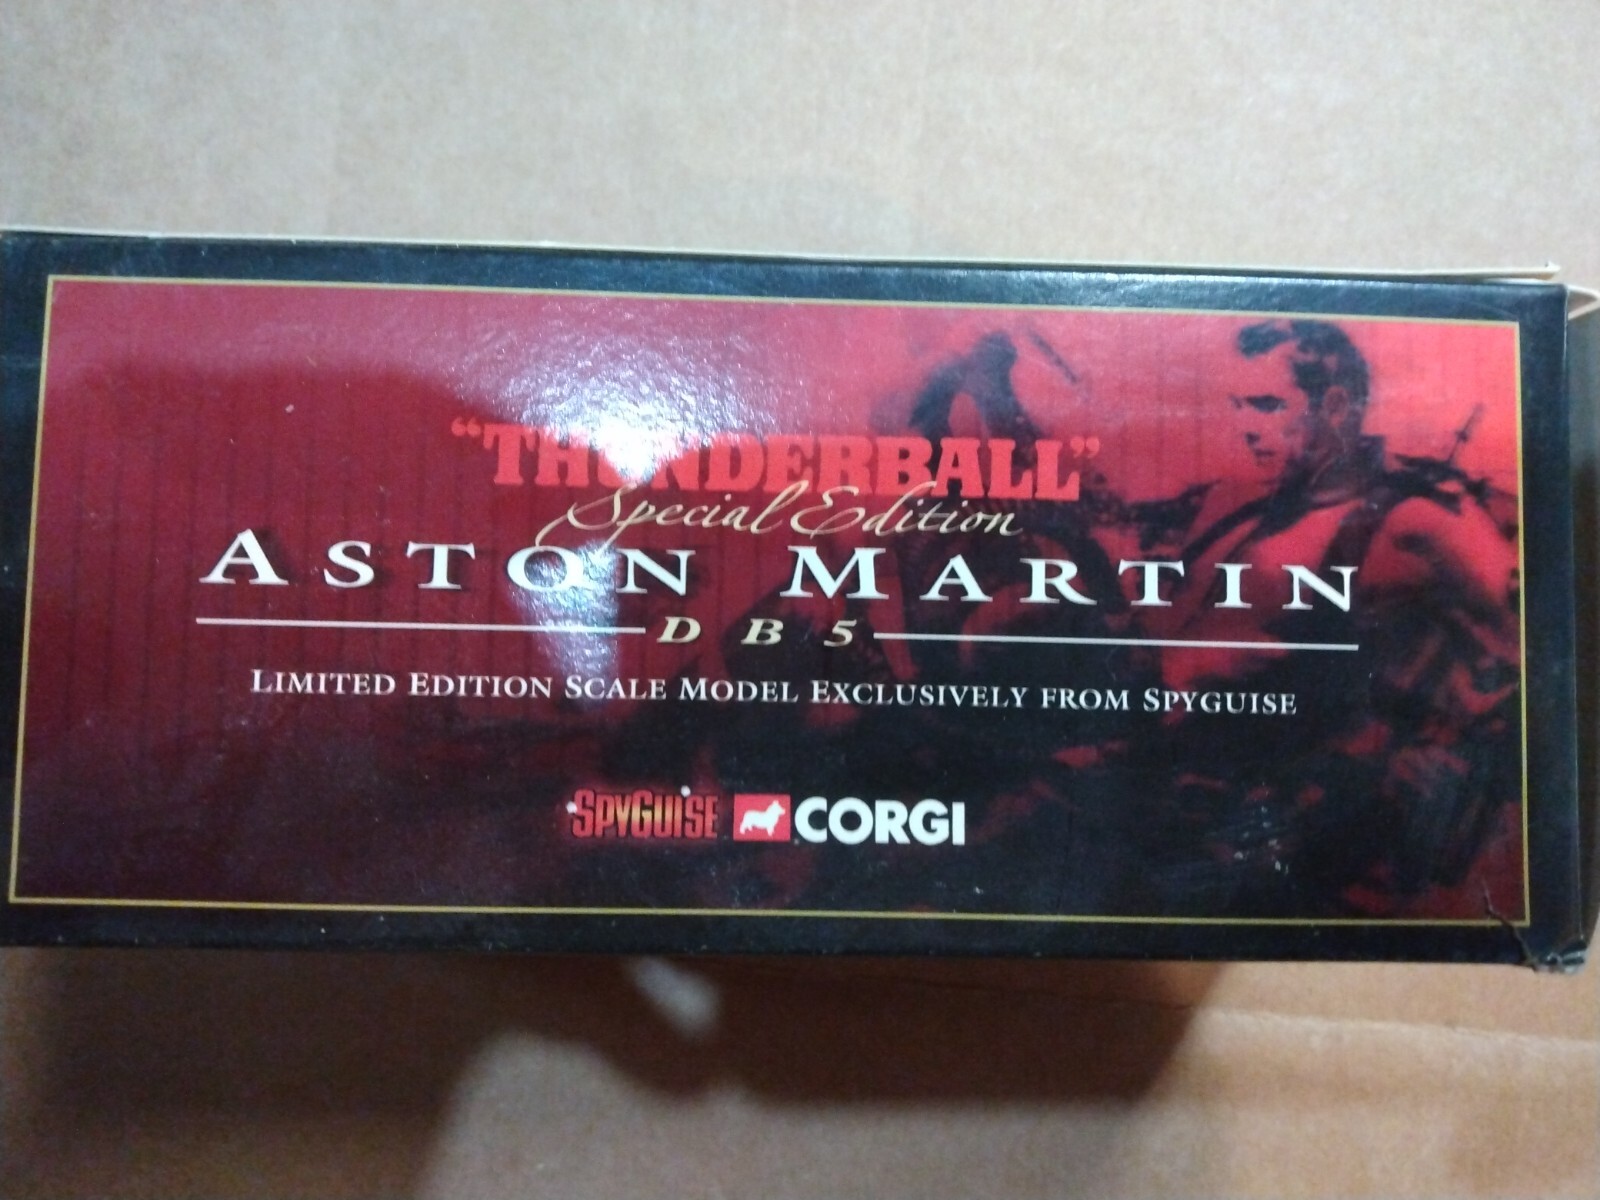 “THUNDERBALL”
Special Edition
ASTON MARTIN
DB5
LIMITED EDITION SCALE MODEL EXCLUSIVELY FROM SPYGUISE
SPYGUISE CORGI